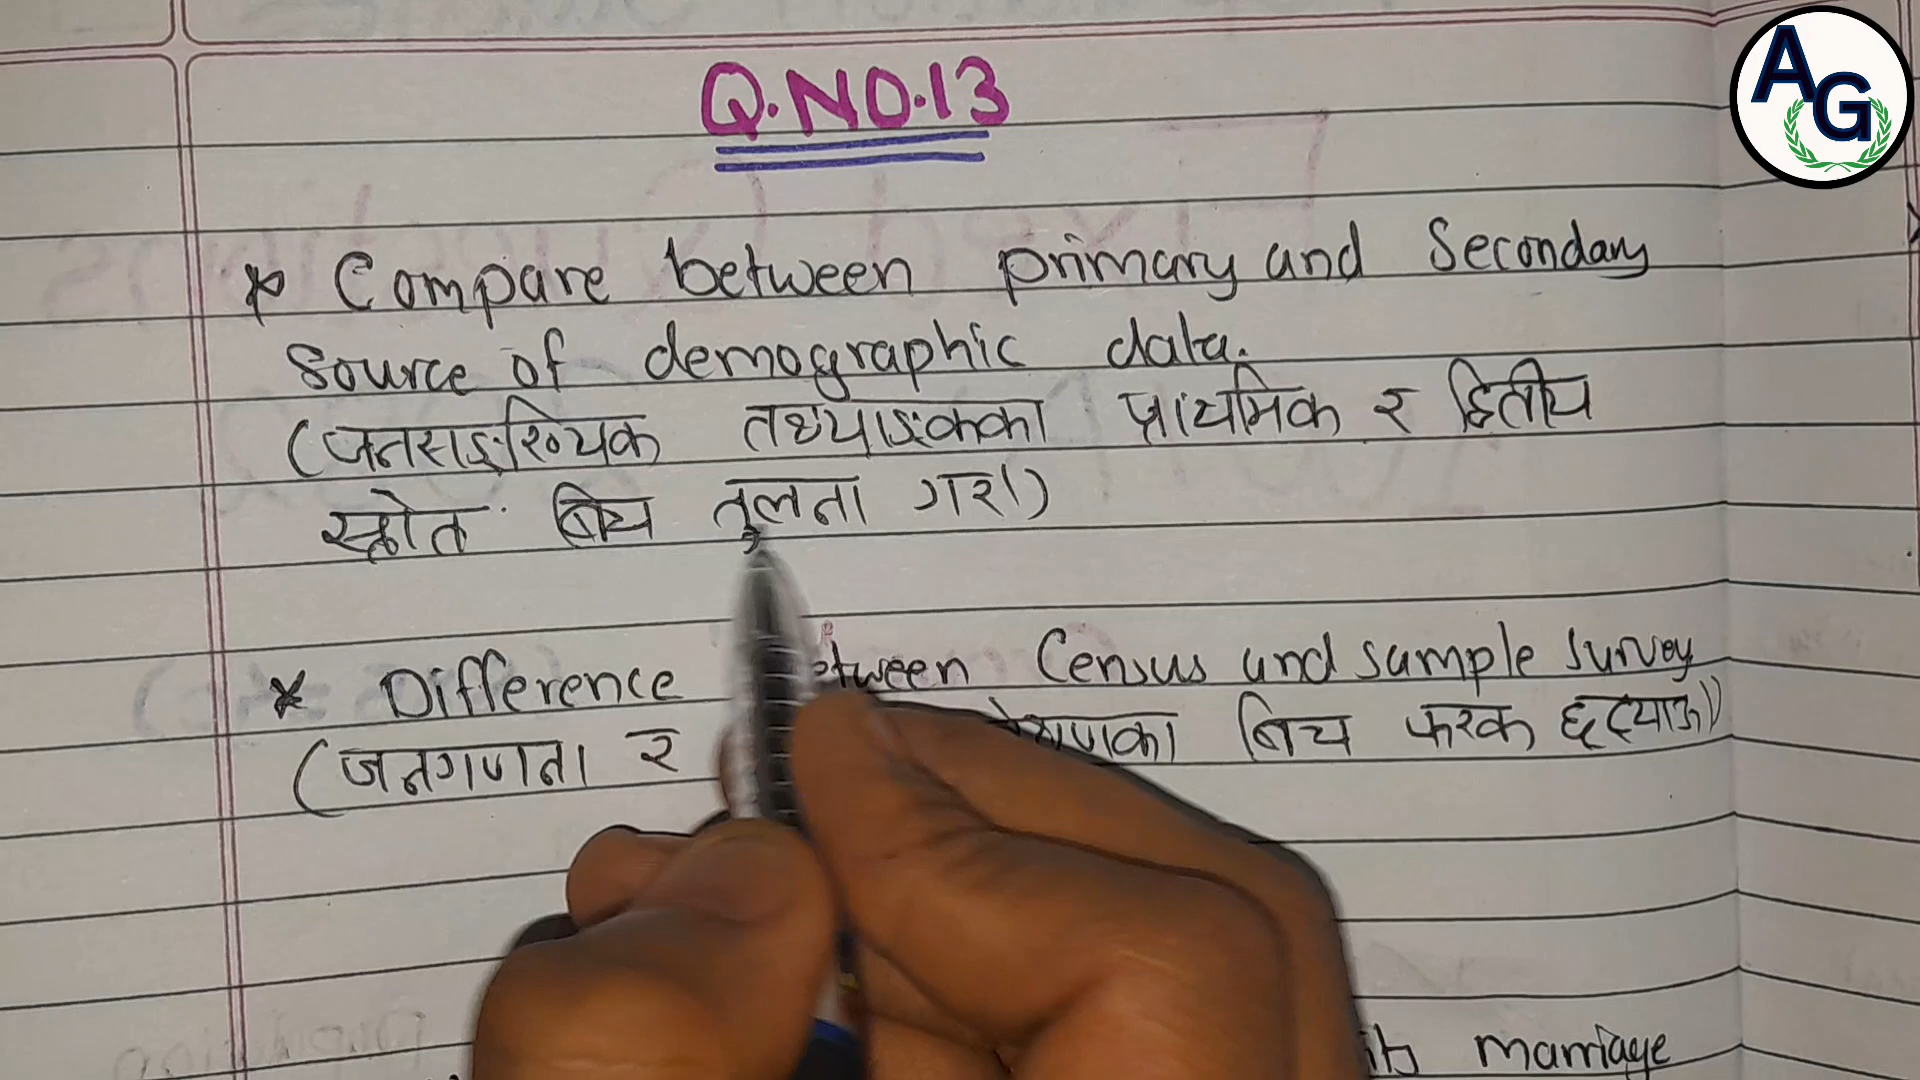 AG
Q.NO.13
* Compare between primary and Secondary
source of demographic data.
(जनसाङ्ख्यिक तथ्याङ्कका प्राथमिक र द्वितीय
स्रोत बिच तुलना गर।)
* Difference between Census and sample survey
(जनगणना र बिच फरक छुट्याऊ)
marriage